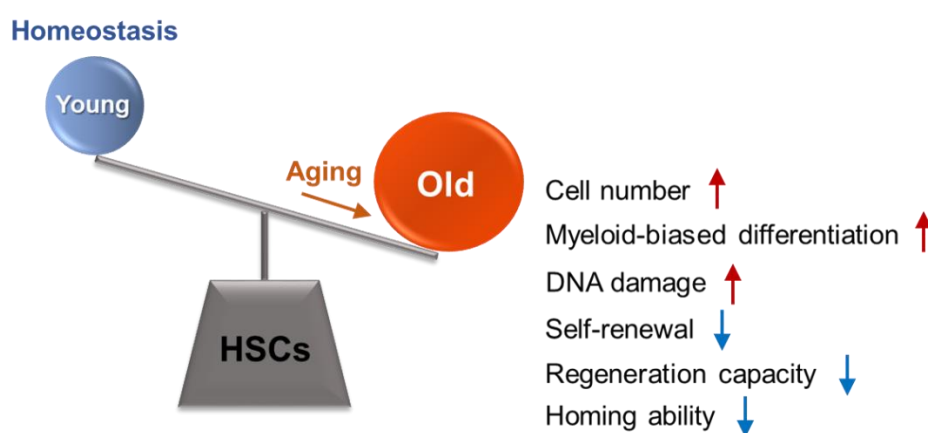 Homeostasis
Young
Aging
Old
HSCs
Cell number ↑
Myeloid-biased differentiation ↑
DNA damage ↑
Self-renewal ↓
Regeneration capacity ↓
Homing ability ↓